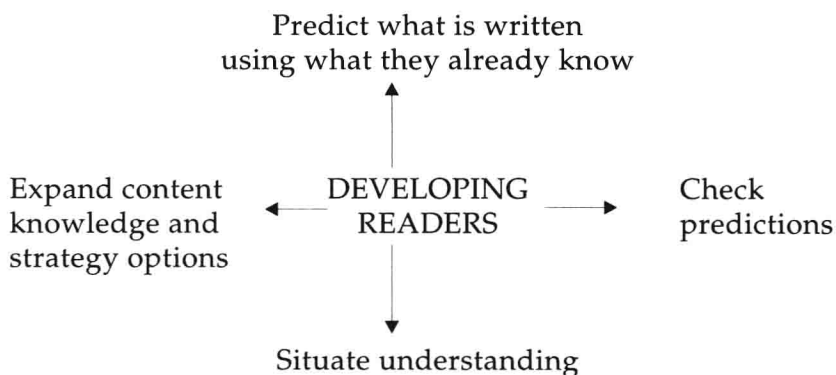 Predict what is written
using what they already know
Expand content
knowledge and
strategy options
DEVELOPING
READERS
Check
predictions
Situate understanding